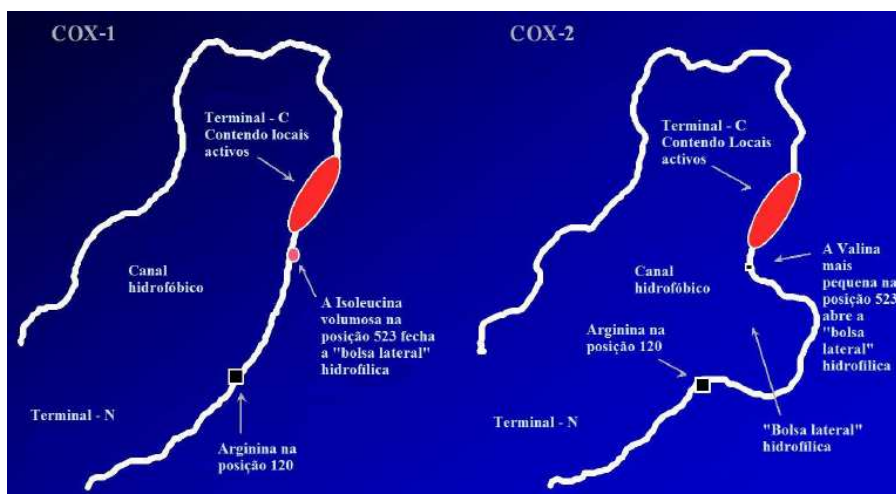 COX-1
Terminal - C
Contendo locais
activos
Canal
hidrofóbico
A Isoleucina
volumosa na
posição 523 fecha
a "bolsa lateral"
hidrofílica
Terminal - N
Arginina na
posição 120
COX-2
Terminal - C
Contendo Locais
activos
Canal
hidrofóbico
A Valina
mais
pequena na
posição 523
abre a
"bolsa
lateral"
hidrofílica
Arginina na
posição 120
Terminal - N
"Bolsa lateral"
hidrofílica